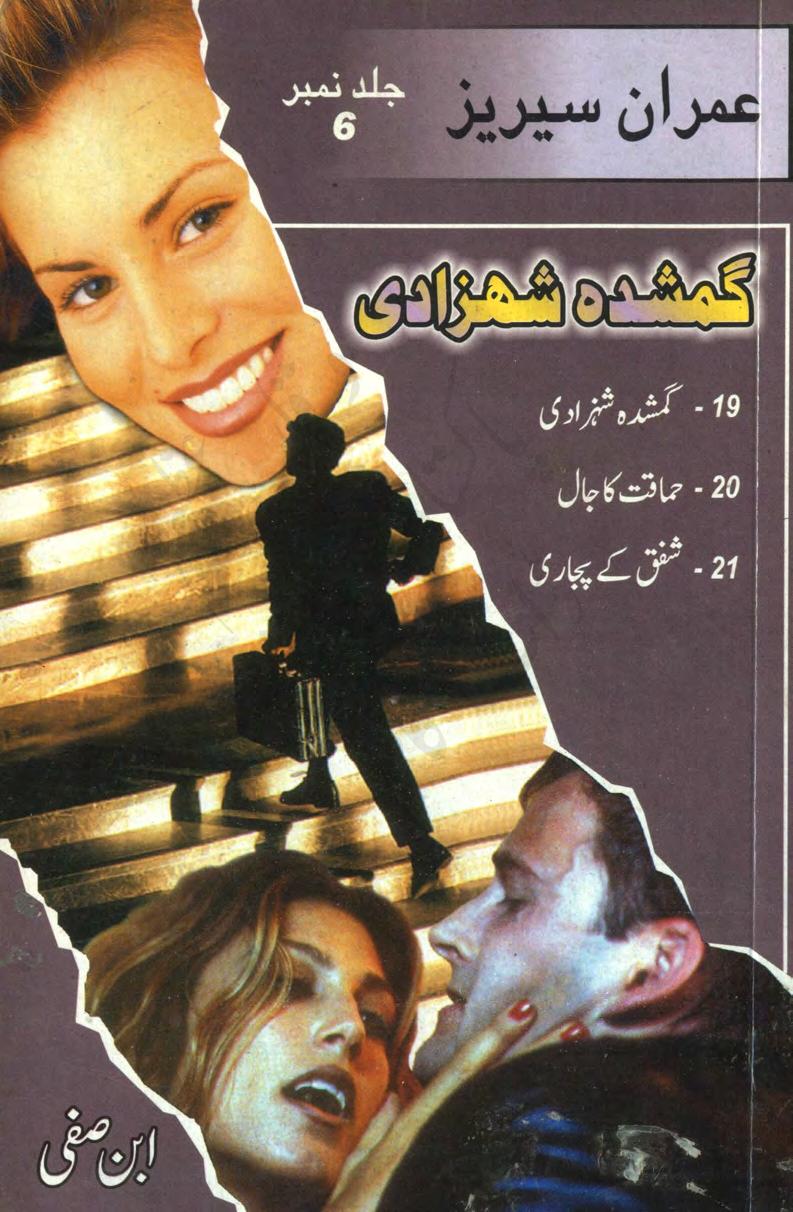 عمران سیریز
جلد نمبر
6
گمشدہ شہزادی
19 - گمشدہ شہزادی
20 - حماقت کا جال
21 - شفق کے پجاری
ابن صفی